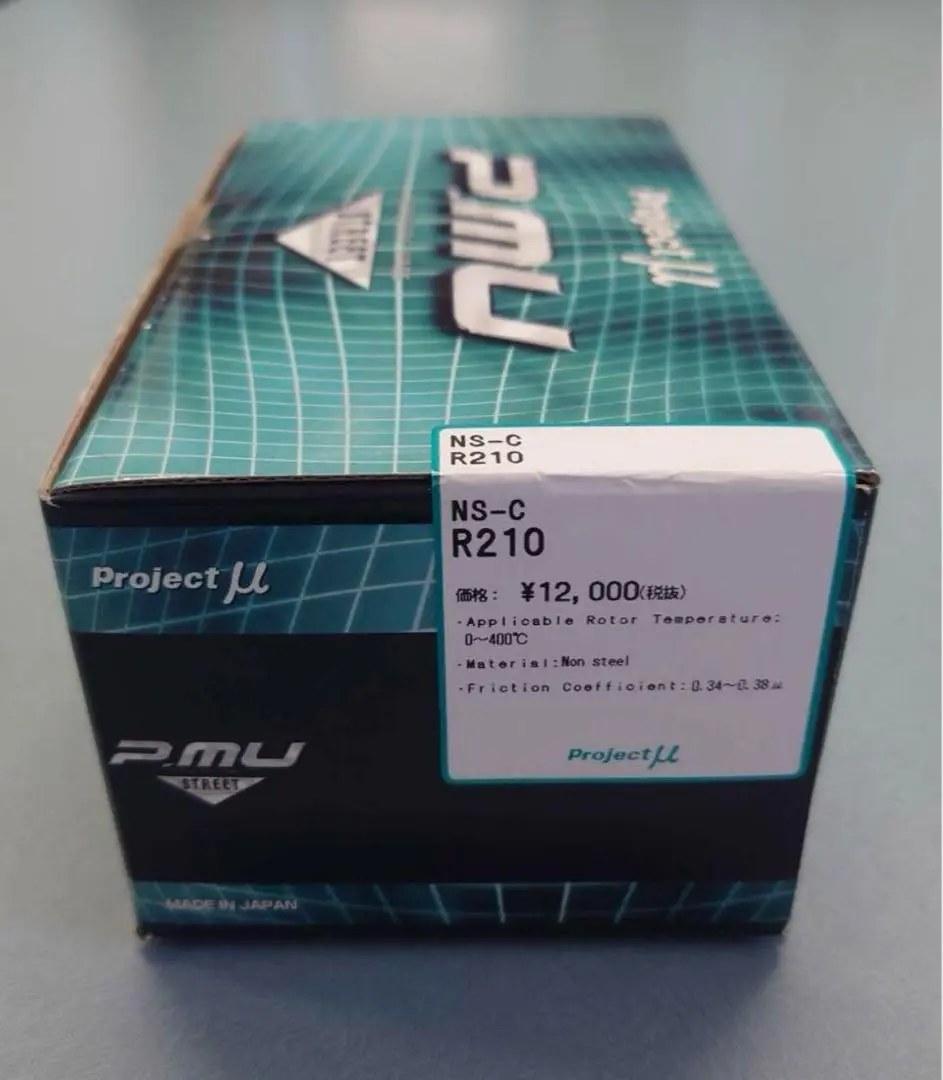 Project μ
P.MU
STREET
NS-C
R210
NS-C
R210
価格: ¥12,000(税抜)
·Applicable Rotor Temperature:
0~400℃
·Material:Non steel
·Friction Coefficient:0.34~0.38μ
Project μ
Project μ
P.MU
STREET
MADE IN JAPAN